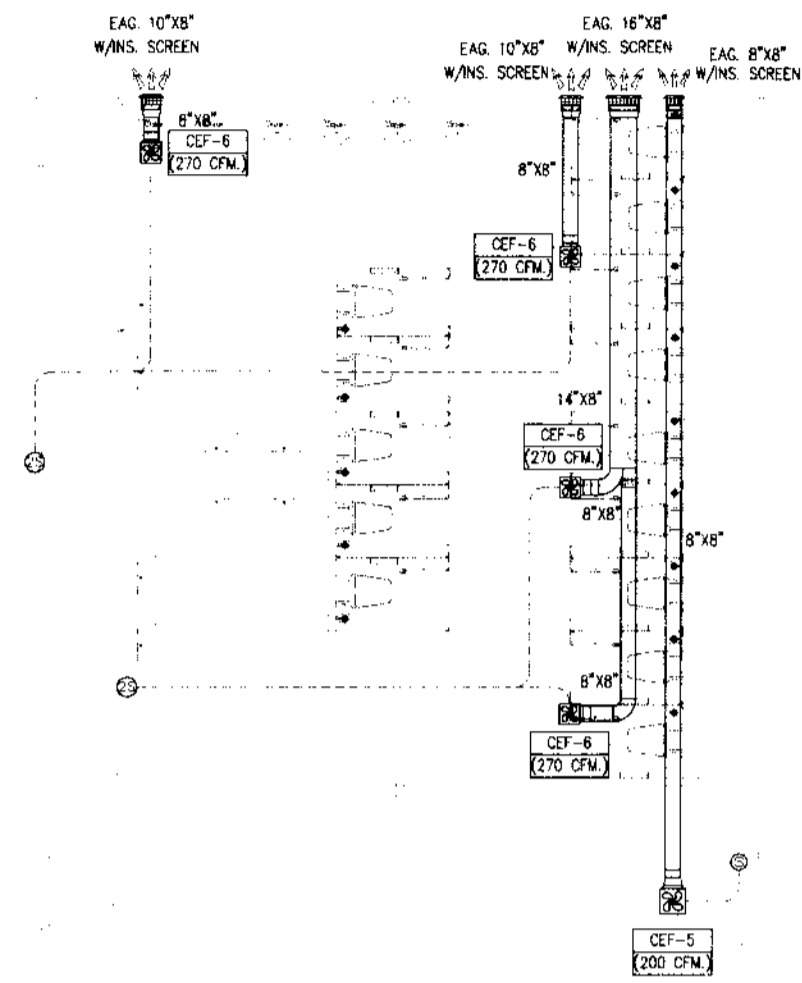 EAG. 10"X8"
W/INS. SCREEN
EAG. 10"X8"
W/INS. SCREEN
EAG. 16"X8"
W/INS. SCREEN
EAG. 8"X8"
W/INS. SCREEN
8"X8"
CEF-6
(270 CFM.)
8"X8"
CEF-6
(270 CFM.)
14"X8"
CEF-6
(270 CFM.)
8"X8"
8"X8"
2S
8"X8"
2S
CEF-6
(270 CFM.)
S
CEF-5
(200 CFM.)